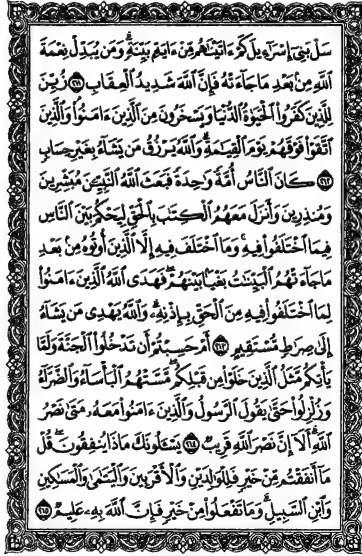 سَلْ بَنِىٓ إِسْرَٰٓءِيلَ كَمْ ءَاتَيْنَٰهُم مِّنْ ءَايَةٍۭ بَيِّنَةٍ ۗ وَمَن يُبَدِّلْ نِعْمَةَ
ٱللَّهِ مِنۢ بَعْدِ مَا جَآءَتْهُ فَإِنَّ ٱللَّهَ شَدِيدُ ٱلْعِقَابِ ٢١١ زُيِّنَ
لِلَّذِينَ كَفَرُوا۟ ٱلْحَيَوٰةُ ٱلدُّنْيَا وَيَسْخَرُونَ مِنَ ٱلَّذِينَ ءَامَنُوا۟ ۘ وَٱلَّذِينَ
ٱتَّقَوْا۟ فَوْقَهُمْ يَوْمَ ٱلْقِيَٰمَةِ ۗ وَٱللَّهُ يَرْزُقُ مَن يَشَآءُ بِغَيْرِ حِسَابٍ
٢١٢ كَانَ ٱلنَّاسُ أُمَّةً وَٰحِدَةً فَبَعَثَ ٱللَّهُ ٱلنَّبِيِّـۧنَ مُبَشِّرِينَ
وَمُنذِرِينَ وَأَنزَلَ مَعَهُمُ ٱلْكِتَٰبَ بِٱلْحَقِّ لِيَحْكُمَ بَيْنَ ٱلنَّاسِ
فِيمَا ٱخْتَلَفُوا۟ فِيهِ ۚ وَمَا ٱخْتَلَفَ فِيهِ إِلَّا ٱلَّذِينَ أُوتُوهُ مِنۢ بَعْدِ
مَا جَآءَتْهُمُ ٱلْبَيِّنَٰتُ بَغْيًۢا بَيْنَهُمْ ۖ فَهَدَى ٱللَّهُ ٱلَّذِينَ ءَامَنُوا۟
لِمَا ٱخْتَلَفُوا۟ فِيهِ مِنَ ٱلْحَقِّ بِإِذْنِهِۦ ۗ وَٱللَّهُ يَهْدِى مَن يَشَآءُ
إِلَىٰ صِرَٰطٍ مُّسْتَقِيمٍ ٢١٣ أَمْ حَسِبْتُمْ أَن تَدْخُلُوا۟ ٱلْجَنَّةَ وَلَمَّا
يَأْتِكُم مَّثَلُ ٱلَّذِينَ خَلَوْا۟ مِن قَبْلِكُم ۖ مَّسَّتْهُمُ ٱلْبَأْسَآءُ وَٱلضَّرَّآءُ
وَزُلْزِلُوا۟ حَتَّىٰ يَقُولَ ٱلرَّسُولُ وَٱلَّذِينَ ءَامَنُوا۟ مَعَهُۥ مَتَىٰ نَصْرُ
ٱللَّهِ ۗ أَلَآ إِنَّ نَصْرَ ٱللَّهِ قَرِيبٌ ٢١٤ يَسْـَٔلُونَكَ مَاذَا يُنفِقُونَ ۖ قُلْ
مَآ أَنفَقْتُم مِّنْ خَيْرٍ فَلِلْوَٰلِدَيْنِ وَٱلْأَقْرَبِينَ وَٱلْيَتَٰمَىٰ وَٱلْمَسَٰكِينِ
وَٱبْنِ ٱلسَّبِيلِ ۗ وَمَا تَفْعَلُوا۟ مِنْ خَيْرٍ فَإِنَّ ٱللَّهَ بِهِۦ عَلِيمٌ ٢١٥